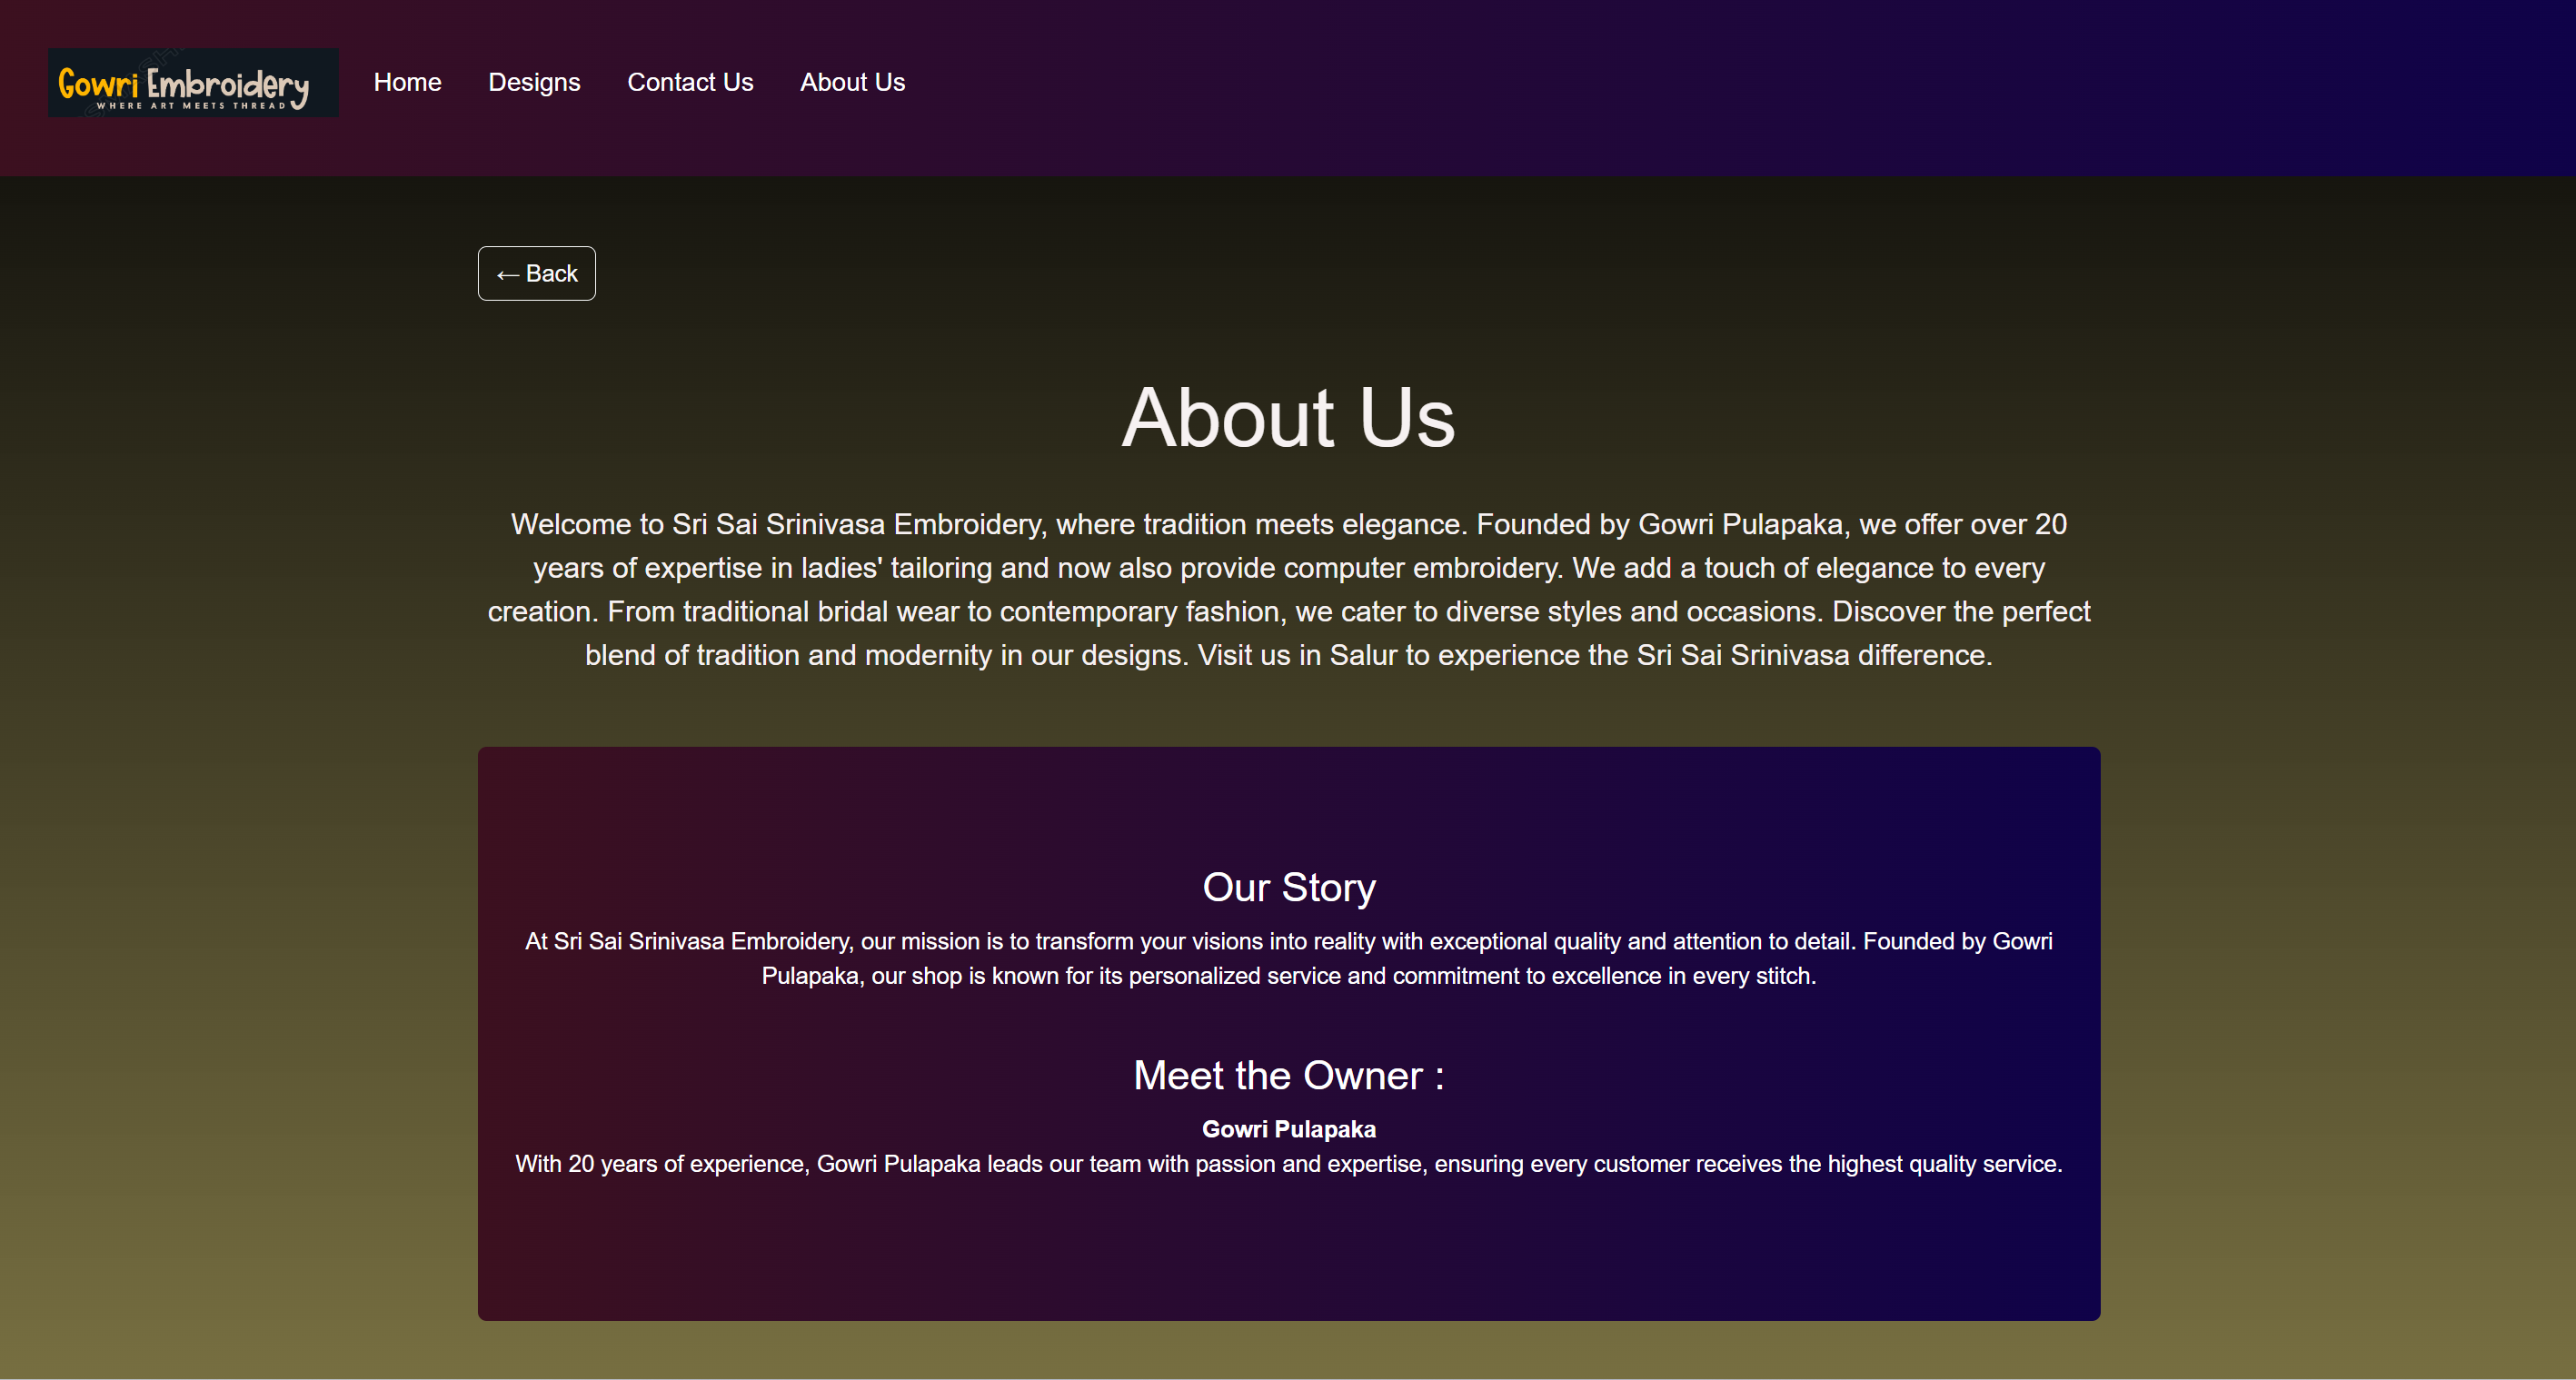 Gowri Embroidery
WHERE ART MEETS THREAD
Home
Designs
Contact Us
About Us
← Back
About Us
Welcome to Sri Sai Srinivasa Embroidery, where tradition meets elegance. Founded by Gowri Pulapaka, we offer over 20
years of expertise in ladies' tailoring and now also provide computer embroidery. We add a touch of elegance to every
creation. From traditional bridal wear to contemporary fashion, we cater to diverse styles and occasions. Discover the perfect
blend of tradition and modernity in our designs. Visit us in Salur to experience the Sri Sai Srinivasa difference.
Our Story
At Sri Sai Srinivasa Embroidery, our mission is to transform your visions into reality with exceptional quality and attention to detail. Founded by Gowri
Pulapaka, our shop is known for its personalized service and commitment to excellence in every stitch.
Meet the Owner :
Gowri Pulapaka
With 20 years of experience, Gowri Pulapaka leads our team with passion and expertise, ensuring every customer receives the highest quality service.